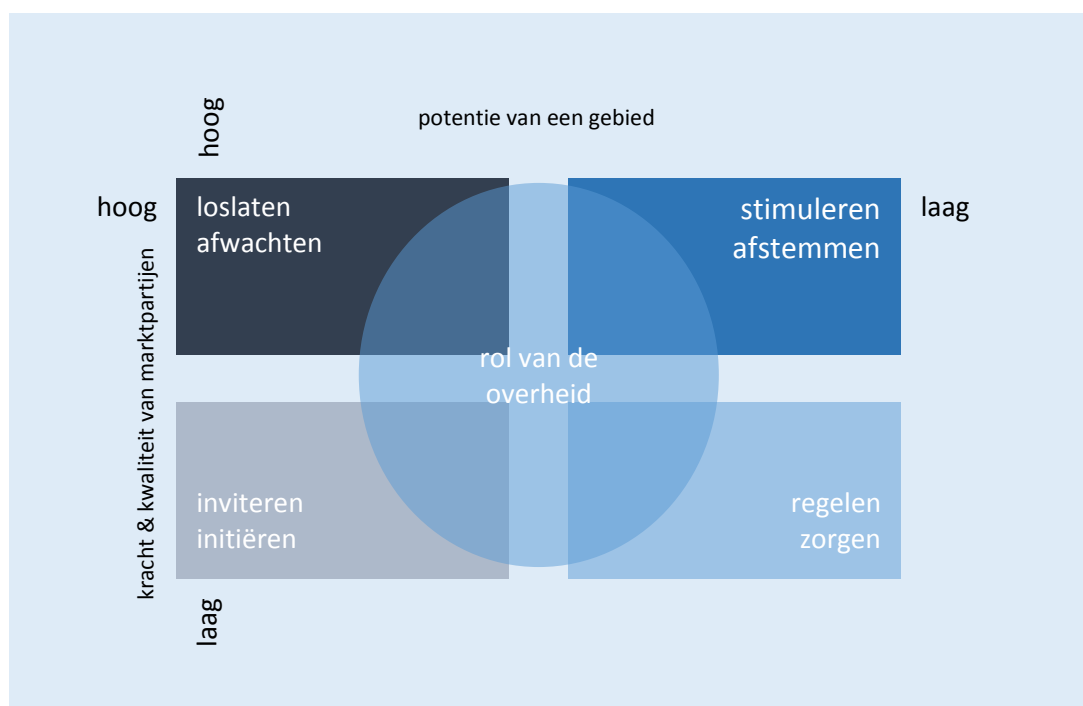 hoog
potentie van een gebied
hoog
loslaten
afwachten
stimuleren
afstemmen
laag
kracht & kwaliteit van marktpartijen
rol van de
overheid
inviteren
initiëren
regelen
zorgen
laag